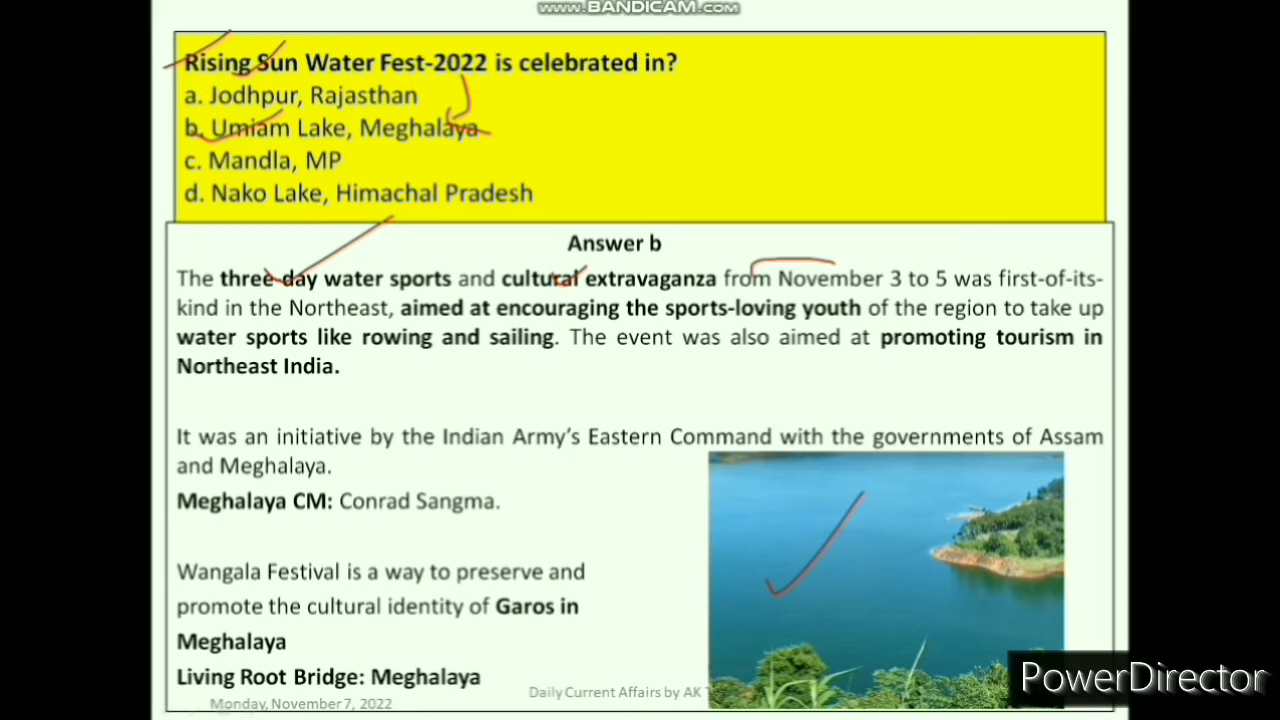 www.BANDICAM.com
Rising Sun Water Fest-2022 is celebrated in?
a. Jodhpur, Rajasthan
b. Umiam Lake, Meghalaya
c. Mandla, MP
d. Nako Lake, Himachal Pradesh
Answer b
The three-day water sports and cultural extravaganza from November 3 to 5 was first-of-its-
kind in the Northeast, aimed at encouraging the sports-loving youth of the region to take up
water sports like rowing and sailing. The event was also aimed at promoting tourism in
Northeast India.
It was an initiative by the Indian Army's Eastern Command with the governments of Assam
and Meghalaya.
Meghalaya CM: Conrad Sangma.
Wangala Festival is a way to preserve and
promote the cultural identity of Garos in
Meghalaya
Living Root Bridge: Meghalaya
Monday, November 7, 2022
Daily Current Affairs by AK
PowerDirector